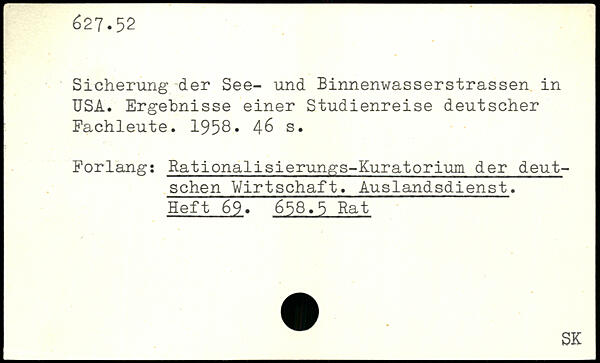 627.52
Sicherung der See- und Binnenwasserstrassen in
USA. Ergebnisse einer Studienreise deutscher
Fachleute. 1958. 46 s.
Forlang: Rationalisierungs-Kuratorium der deut-
schen Wirtschaft. Auslandsdienst.
Heft 69. 658.5 Rat
SK